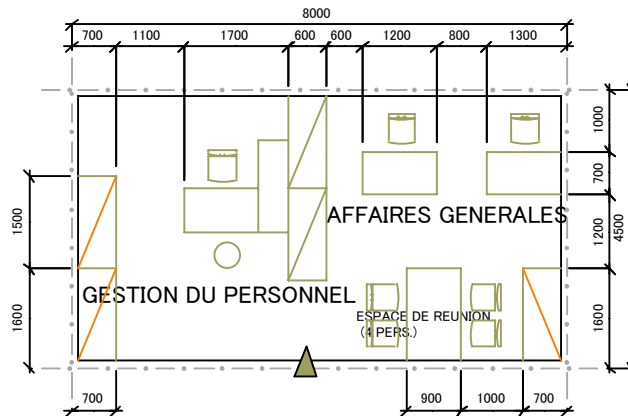 8000
700 1100 1700 600 600 1200 800 1300
1000
700
AFFAIRES GENERALES
1500
1200
4500
GESTION DU PERSONNEL
ESPACE DE REUNION
(4 PERS.)
1600
1600
700 900 1000 700